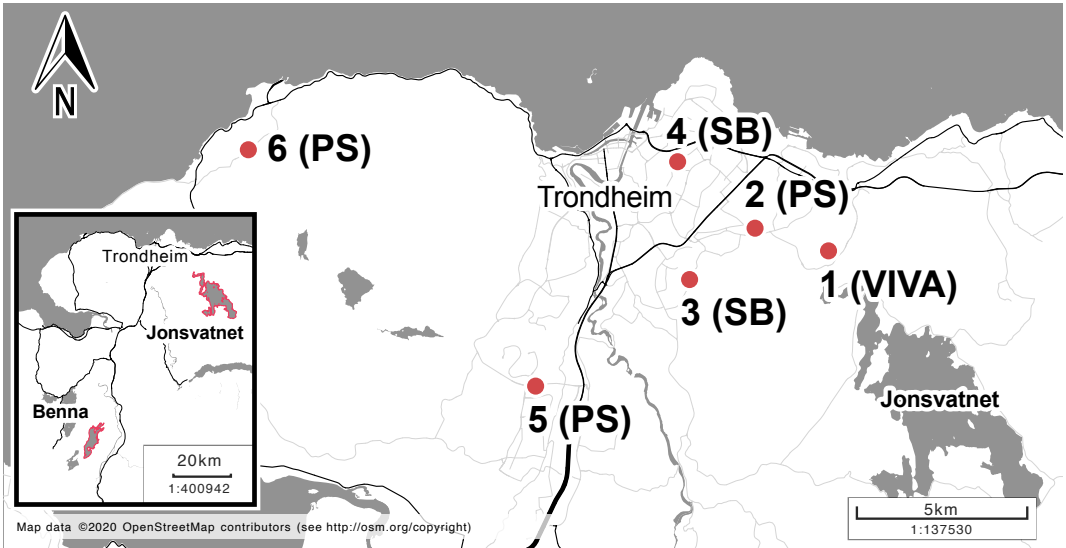 N
6 (PS)
4 (SB)
Trondheim
2 (PS)
1 (VIVA)
3 (SB)
5 (PS)
Jonsvatnet
Trondheim
Jonsvatnet
Benna
20km
1:400942
5km
1:137530
Map data ©2020 OpenStreetMap contributors (see http://osm.org/copyright)